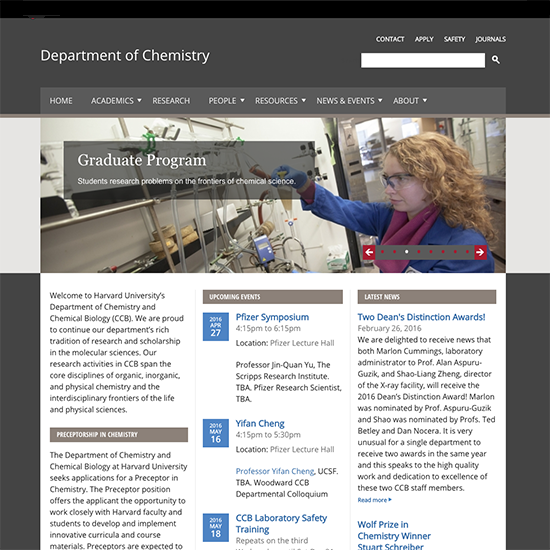 Department of Chemistry
CONTACT APPLY SAFETY JOURNALS
HOME ACADEMICS RESEARCH PEOPLE RESOURCES NEWS & EVENTS ABOUT
Graduate Program
Students research problems on the frontiers of chemical science.
Welcome to Harvard University's
Department of Chemistry and
Chemical Biology (CCB). We are proud
to continue our department's rich
tradition of research and scholarship
in the molecular sciences. Our
research activities in CCB span the
core disciplines of organic, inorganic,
and physical chemistry and the
interdisciplinary frontiers of the life
and physical sciences.
PRECEPTORSHIP IN CHEMISTRY
The Department of Chemistry and
Chemical Biology at Harvard University
seeks applications for a Preceptor in
Chemistry. The Preceptor position
offers the applicant the opportunity to
work closely with Harvard faculty and
students to develop and implement
innovative curricula and course
materials. Preceptors are expected to
UPCOMING EVENTS
2016
APR
27
Pfizer Symposium
4:15pm to 6:15pm
Location: Pfizer Lecture Hall
Professor Jin-Quan Yu, The
Scripps Research Institute.
TBA. Pfizer Research Scientist,
TBA.
2016
MAY
16
Yifan Cheng
4:15pm to 5:30pm
Location: Pfizer Lecture Hall
Professor Yifan Cheng, UCSF.
TBA. Woodward CCB
Departmental Colloquium
2016
MAY
18
CCB Laboratory Safety
Training
Repeats on the third
LATEST NEWS
Two Dean's Distinction Awards!
February 26, 2016
We are delighted to receive news that
both Marlon Cummings, laboratory
administrator to Prof. Alan Aspuru-
Guzik, and Shao-Liang Zheng, director
of the X-ray facility, will receive the
2016 Dean's Distinction Award! Marlon
was nominated by Prof. Aspuru-Guzik
and Shao was nominated by Profs. Ted
Betley and Dan Nocera. It is very
unusual for a single department to
receive two awards in the same year
and this speaks to the high quality
work and dedication to excellence of
these two CCB staff members.
Read more
Wolf Prize in
Chemistry Winner
Stuart Schreiber